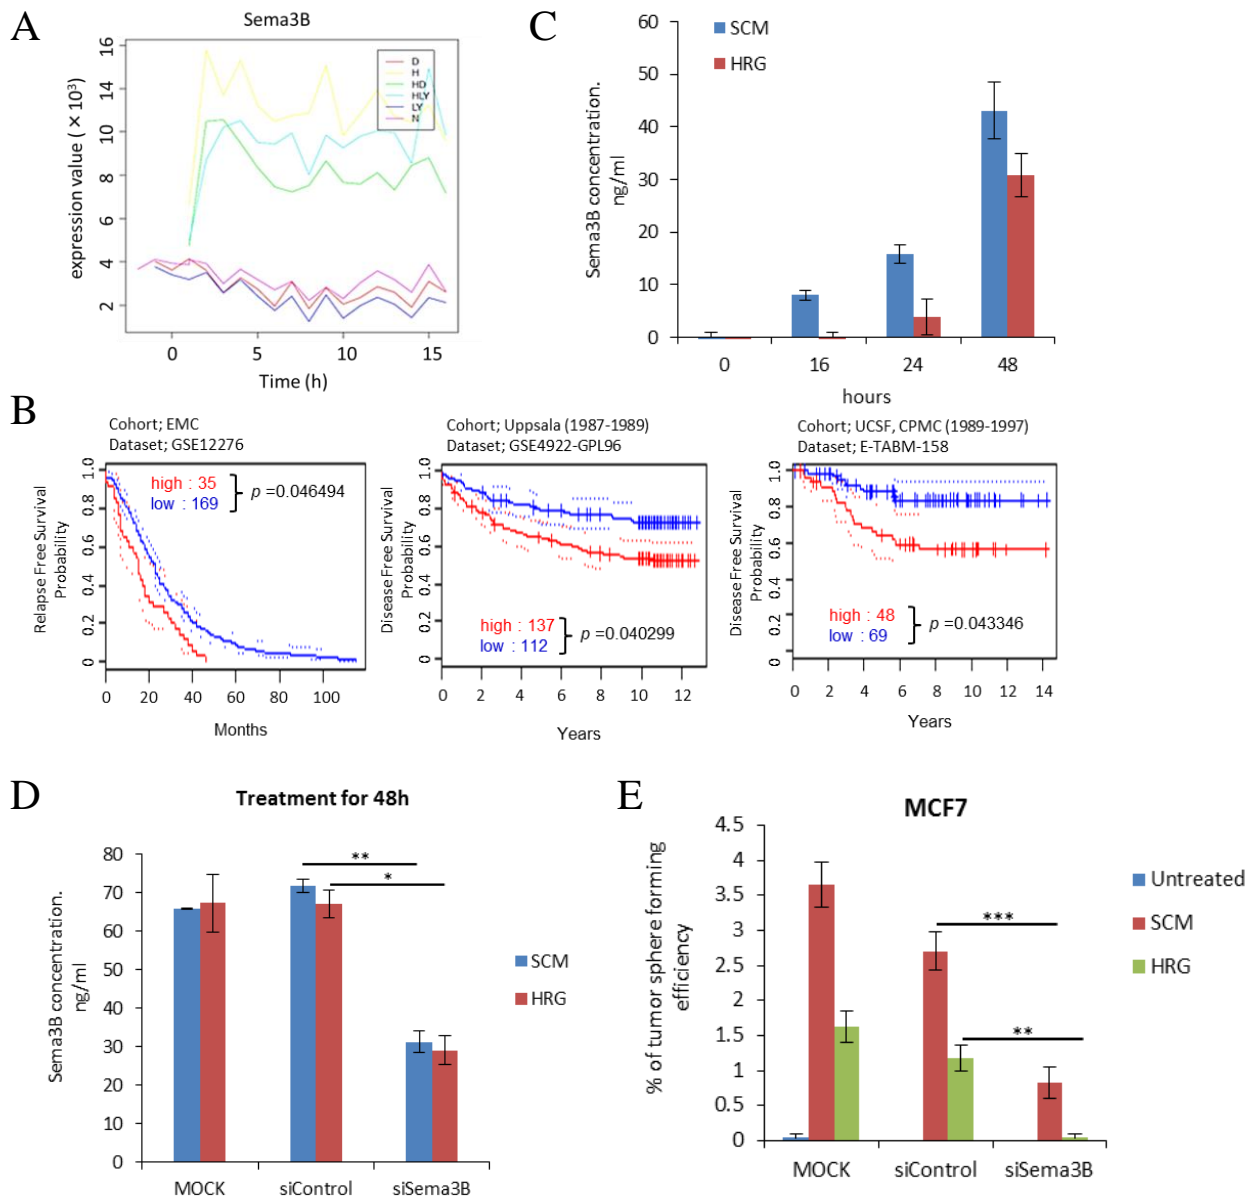 A
Sema3B
expression value ( × 10³)
16
14
10
8
6
4
2
D
H
HD
HLY
LY
N
0
5
10
15
Time (h)
C
Sema3B concentration.
ng/ml
60
50
40
30
20
10
0
SCM
HRG
0
16
24
48
hours
B
Cohort; EMC
Dataset; GSE12276
Relapse Free Survival
Probability
1.0
0.8
0.6
0.4
0.2
0
high : 35
low : 169
p =0.046494
0
20
40
60
80
100
Months
Cohort; Uppsala (1987-1989)
Dataset; GSE4922-GPL96
Disease Free Survival
Probability
1.0
0.8
0.6
0.4
0.2
0
high : 137
low : 112
p =0.040299
0
2
4
6
8
10
12
Years
Cohort; UCSF, CPMC (1989-1997)
Dataset; E-TABM-158
Disease Free Survival
Probability
1.0
0.8
0.6
0.4
0.2
0
high : 48
low : 69
p =0.043346
0
2
4
6
8
10
12
14
Years
D
Treatment for 48h
Sema3B concentration.
ng/ml
80
70
60
50
40
30
20
10
0
**
*
SCM
HRG
MOCK
siControl
siSema3B
E
MCF7
% of tumor sphere forming
efficiency
4.5
4
3.5
3
2.5
2
1.5
1
0.5
0
***
**
Untreated
SCM
HRG
MOCK
siControl
siSema3B